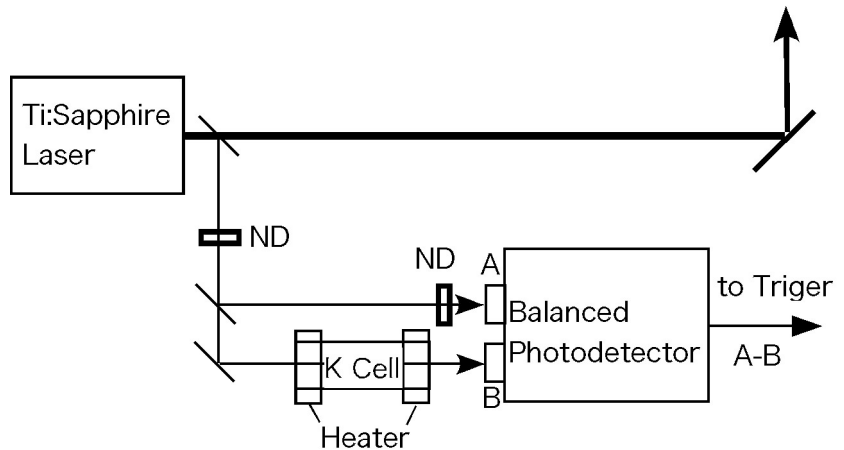 Ti:Sapphire
Laser
ND
ND
A
to Triger
Balanced
K Cell
Photodetector
A-B
B
Heater